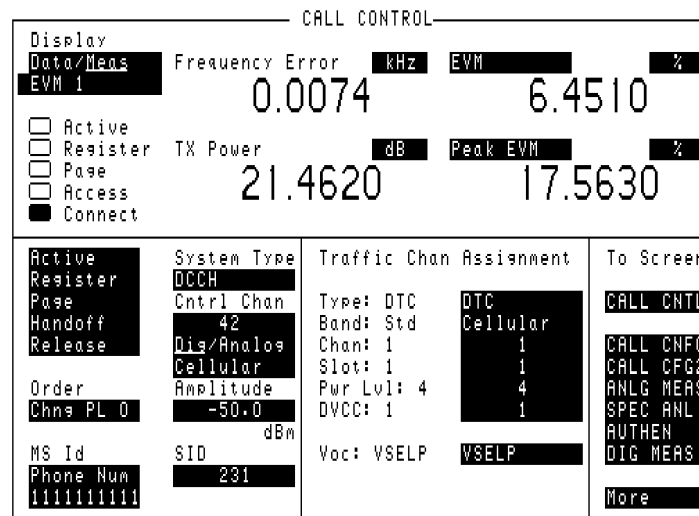 CALL CONTROL
Display
Data/Meas
EVM 1
Frequency Error kHz
0.0074
EVM %
6.4510
Active
Register
Page
Access
Connect
TX Power dB
21.4620
Peak EVM %
17.5630
Active
Register
Page
Handoff
Release
Order
Chng PL 0
MS Id
Phone Num
1111111111
System Type
DCCH
Cntrl Chan
42
Dig/Analog
Cellular
Amplitude
-50.0
dBm
SID
231
Traffic Chan Assignment
Type: DTC DTC
Band: Std Cellular
Chan: 1 1
Slot: 1 1
Pwr Lvl: 4 4
DVCC: 1 1
Voc: VSELP VSELP
To Screen
CALL CNTL
CALL CNFG
CALL CFG2
ANLG MEAS
SPEC ANL
AUTHEN
DIG MEAS
More